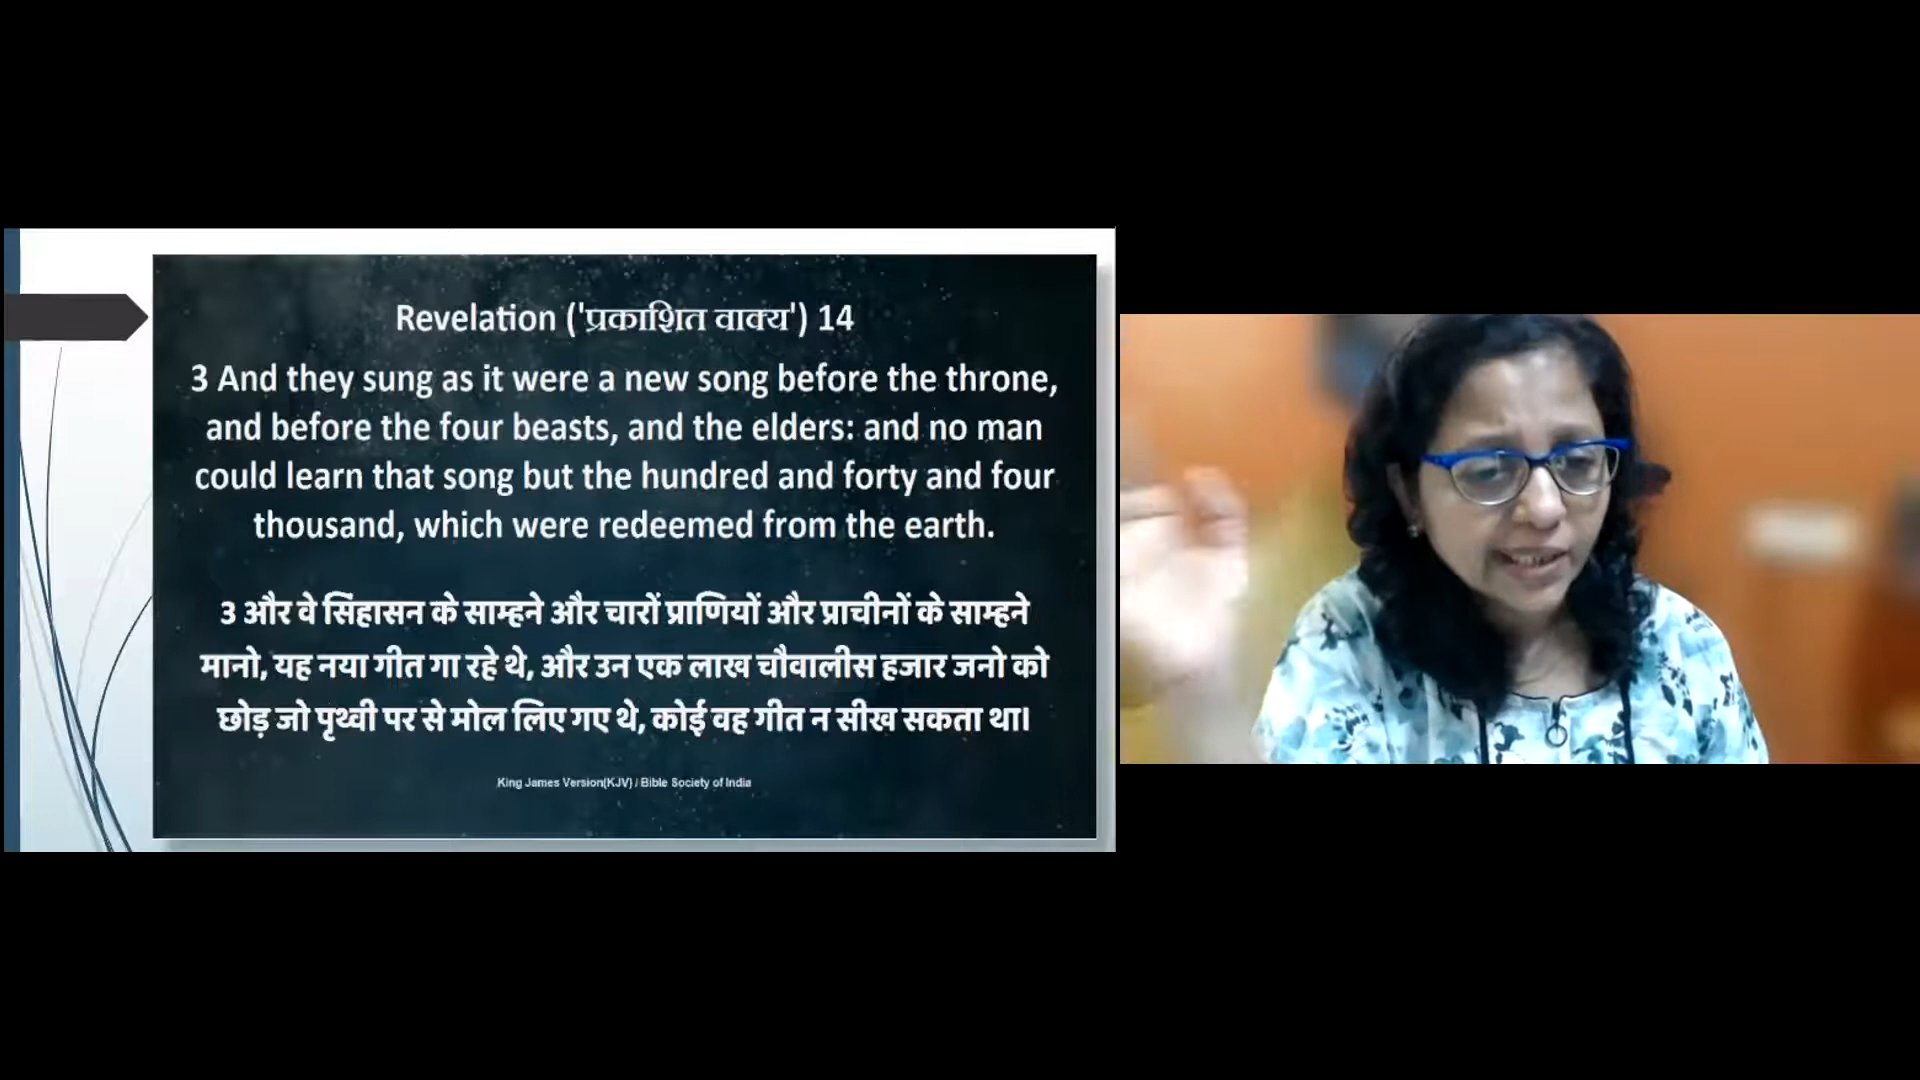 Revelation ('प्रकाशित वाक्य') 14
3 And they sung as it were a new song before the throne,
and before the four beasts, and the elders: and no man
could learn that song but the hundred and forty and four
thousand, which were redeemed from the earth.
3 और वे सिंहासन के साम्हने और चारों प्राणियों और प्राचीनों के साम्हने
मानो, यह नया गीत गा रहे थे, और उन एक लाख चौवालीस हजार जनो को
छोड़ जो पृथ्वी पर से मोल लिए गए थे, कोई वह गीत न सीख सकता था।
King James Version(KJV) / Bible Society of India